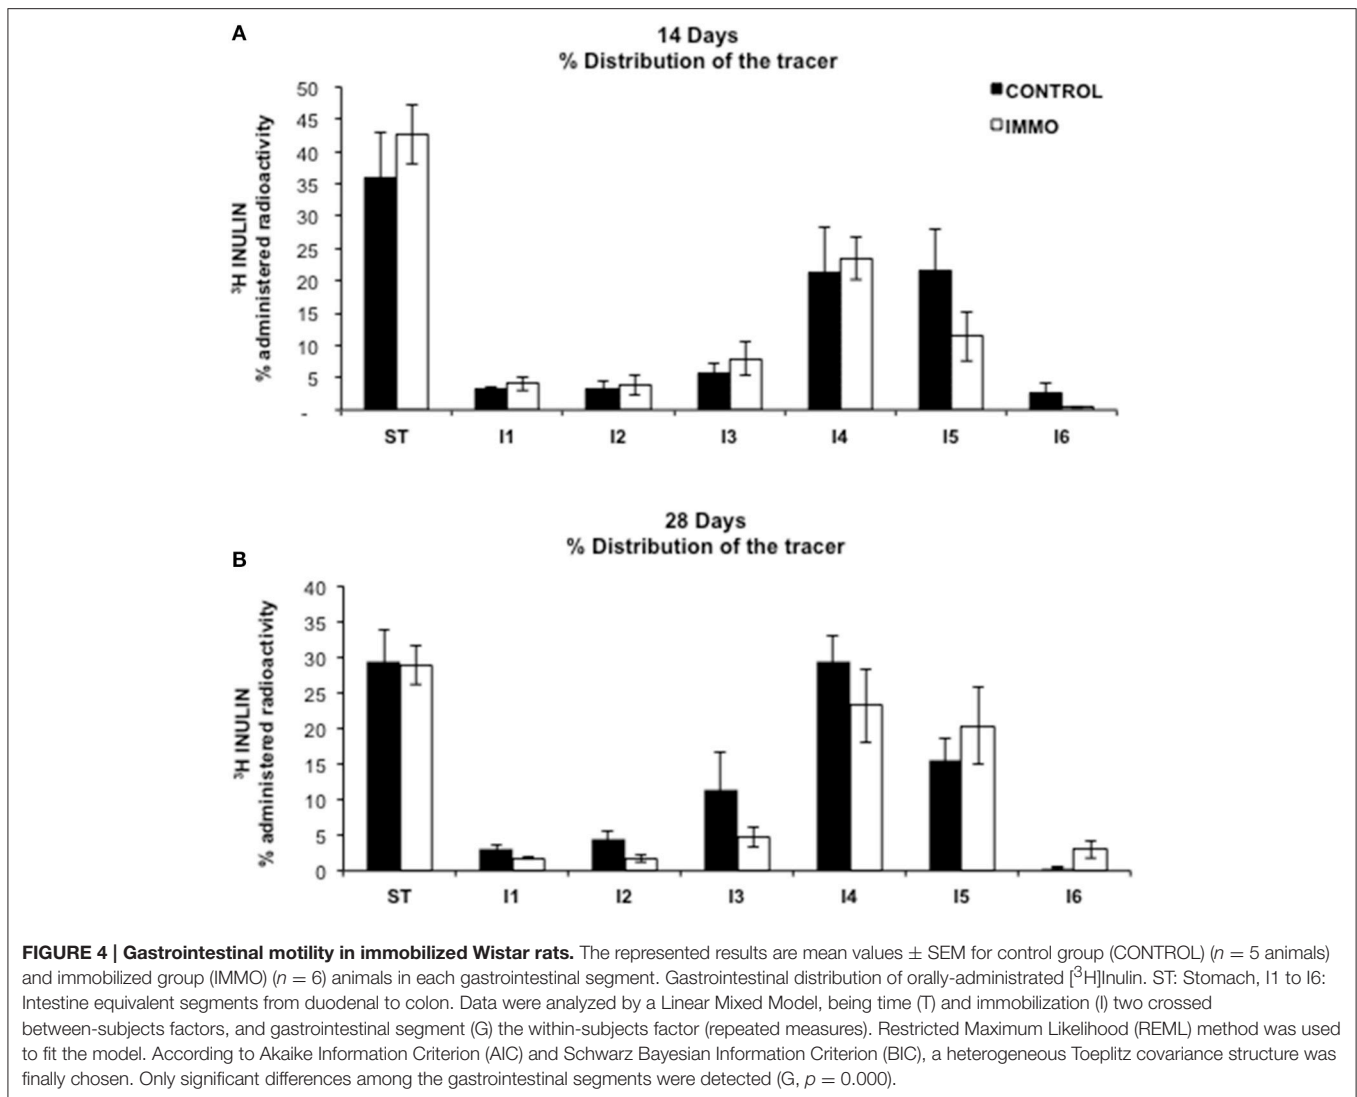 A
14 Days
% Distribution of the tracer
50
45
40
35
30
25
20
15
10
5
-
³H INULIN
% administered radioactivity
CONTROL
IMMO
ST I1 I2 I3 I4 I5 I6
28 Days
% Distribution of the tracer
B
40
35
30
25
20
15
10
5
0
³H INULIN
% administered radioactivity
ST I1 I2 I3 I4 I5 I6
FIGURE 4 | Gastrointestinal motility in immobilized Wistar rats. The represented results are mean values ± SEM for control group (CONTROL) (n = 5 animals)
and immobilized group (IMMO) (n = 6) animals in each gastrointestinal segment. Gastrointestinal distribution of orally-administrated [³H]Inulin. ST: Stomach, I1 to I6:
Intestine equivalent segments from duodenal to colon. Data were analyzed by a Linear Mixed Model, being time (T) and immobilization (I) two crossed
between-subjects factors, and gastrointestinal segment (G) the within-subjects factor (repeated measures). Restricted Maximum Likelihood (REML) method was used
to fit the model. According to Akaike Information Criterion (AIC) and Schwarz Bayesian Information Criterion (BIC), a heterogeneous Toeplitz covariance structure was
finally chosen. Only significant differences among the gastrointestinal segments were detected (G, p = 0.000).